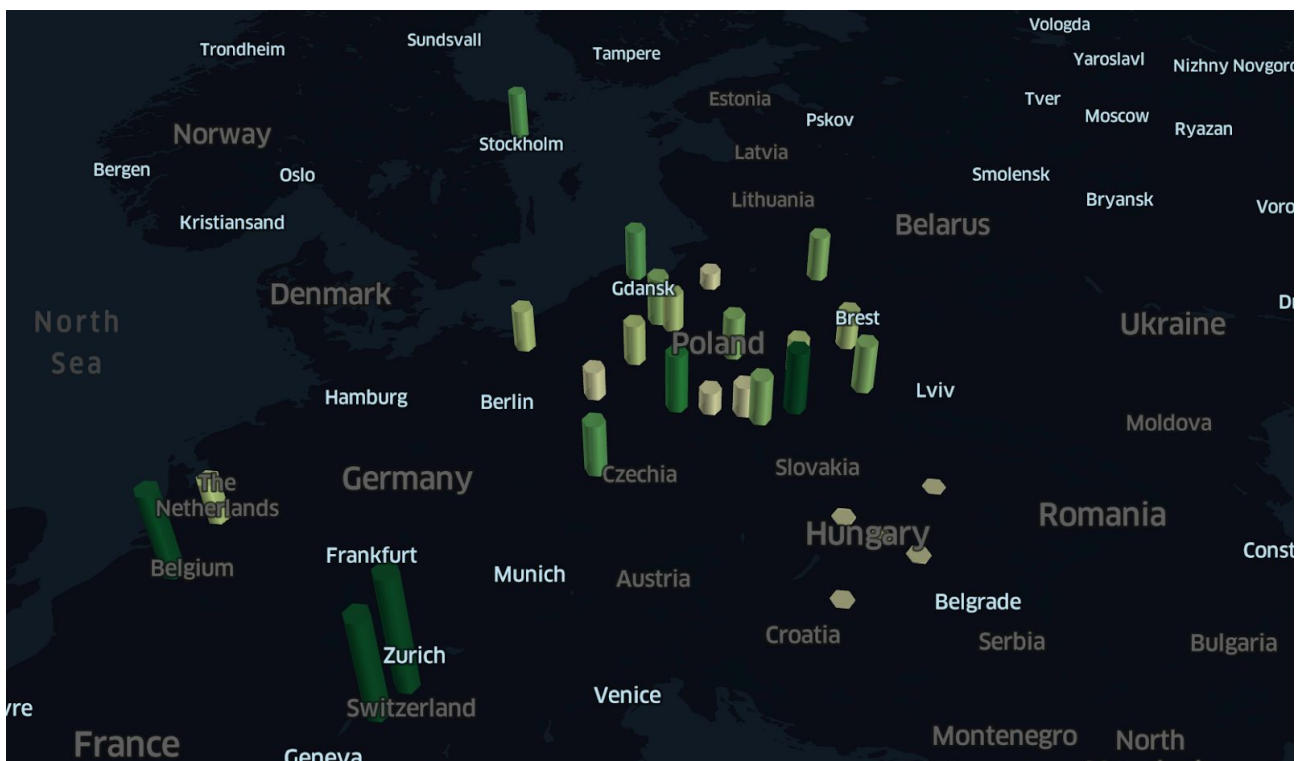 Vologda
Sundsvall
Trondheim
Tampere
Yaroslavl
Nizhny Novgoro
Estonia
Tver
Moscow
Pskov
Ryazan
Norway
Stockholm
Latvia
Bergen
Oslo
Smolensk
Lithuania
Bryansk
Voro
Kristiansand
Belarus
Gdansk
Denmark
North
Sea
Brest
Ukraine
Poland
Hamburg
Berlin
Lviv
Moldova
Slovakia
Czechia
Germany
The
Netherlands
Romania
Hungary
Const
Frankfurt
Belgium
Munich
Austria
Belgrade
Croatia
Serbia
Bulgaria
Zurich
Venice
Switzerland
vre
France
Montenegro
North
Geneva